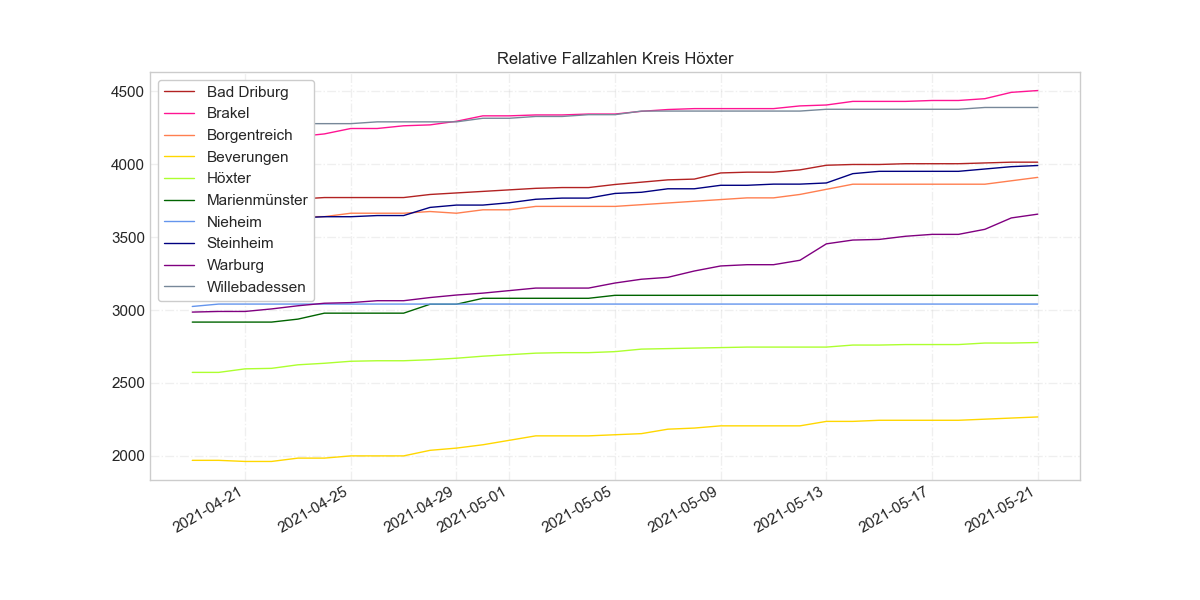 Relative Fallzahlen Kreis Höxter
4500
4000
3500
3000
2500
2000
Bad Driburg
Brakel
Borgentreich
Beverungen
Höxter
Marienmünster
Nieheim
Steinheim
Warburg
Willebadessen
2021-04-21
2021-04-25
2021-04-29
2021-05-01
2021-05-05
2021-05-09
2021-05-13
2021-05-17
2021-05-21